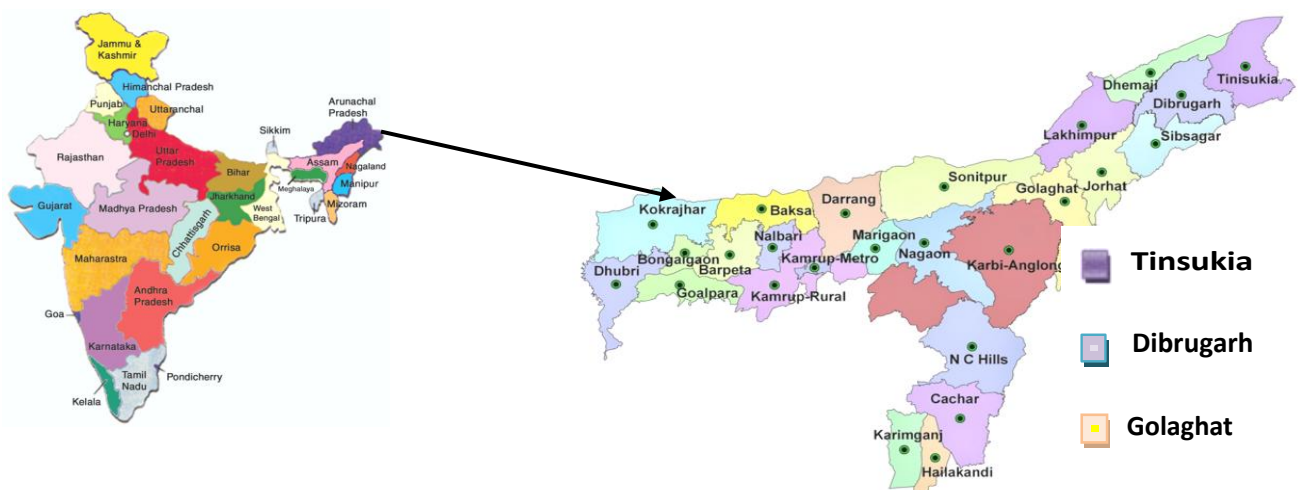 Jammu &
Kashmir
Himanchal Pradesh
Punjab
Uttaranchal
Haryana
Delhi
Rajasthan
Uttar
Pradesh
Bihar
Sikkim
Arunachal
Pradesh
Assam
Nagaland
Meghalaya
Manipur
Mizoram
Tripura
West
Bengal
Jharkhand
Gujarat
Madhya Pradesh
Chhattisgarh
Orrisa
Maharastra
Andhra
Pradesh
Goa
Karnataka
Tamil
Nadu
Pondicherry
Kelala
Dhemaji
Tinisukia
Dibrugarh
Lakhimpur
Sibsagar
Sonitpur
Golaghat
Jorhat
Kokrajhar
Baksa
Darrang
Nalbari
Marigaon
Bongaigaon
Barpeta
Kamrup-Metro
Nagaon
Karbi-Anglong
Dhubri
Goalpara
Kamrup-Rural
N C Hills
Cachar
Karimganj
Hailakandi
Tinsukia
Dibrugarh
Golaghat